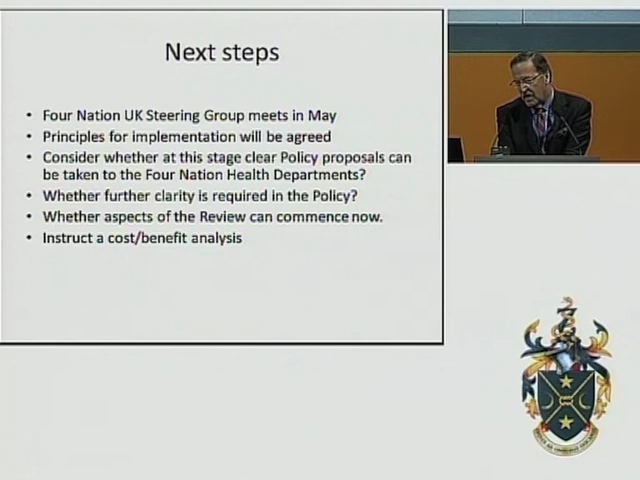 Next steps
• Four Nation UK Steering Group meets in May
• Principles for implementation will be agreed
• Consider whether at this stage clear Policy proposals can
be taken to the Four Nation Health Departments?
• Whether further clarity is required in the Policy?
• Whether aspects of the Review can commence now.
• Instruct a cost/benefit analysis